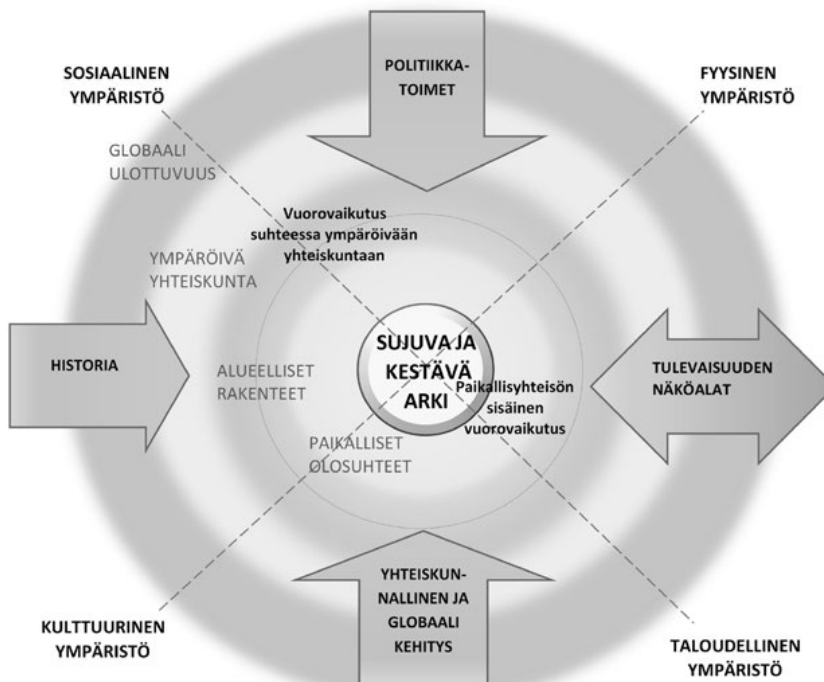 SOSIAALINEN
YMPÄRISTÖ
POLITIIKKA-
TOIMET
FYYSINEN
YMPÄRISTÖ
GLOBAALI
ULOTTUVUUS
Vuorovaikutus
suhteessa ympäröivään
yhteiskuntaan
YMPÄRÖIVÄ
YHTEISKUNTA
HISTORIA
ALUEELLISET
RAKENTEET
SUJUVA JA
KESTÄVÄ
ARKI
Paikallisyhteisön
sisäinen
vuorovaikutus
TULEVAISUUDEN
NÄKÖALAT
PAIKALLISET
OLOSUHTEET
KULTTUURINEN
YMPÄRISTÖ
YHTEISKUN-
NALLINEN JA
GLOBAALI
KEHITYS
TALOUDELLINEN
YMPÄRISTÖ